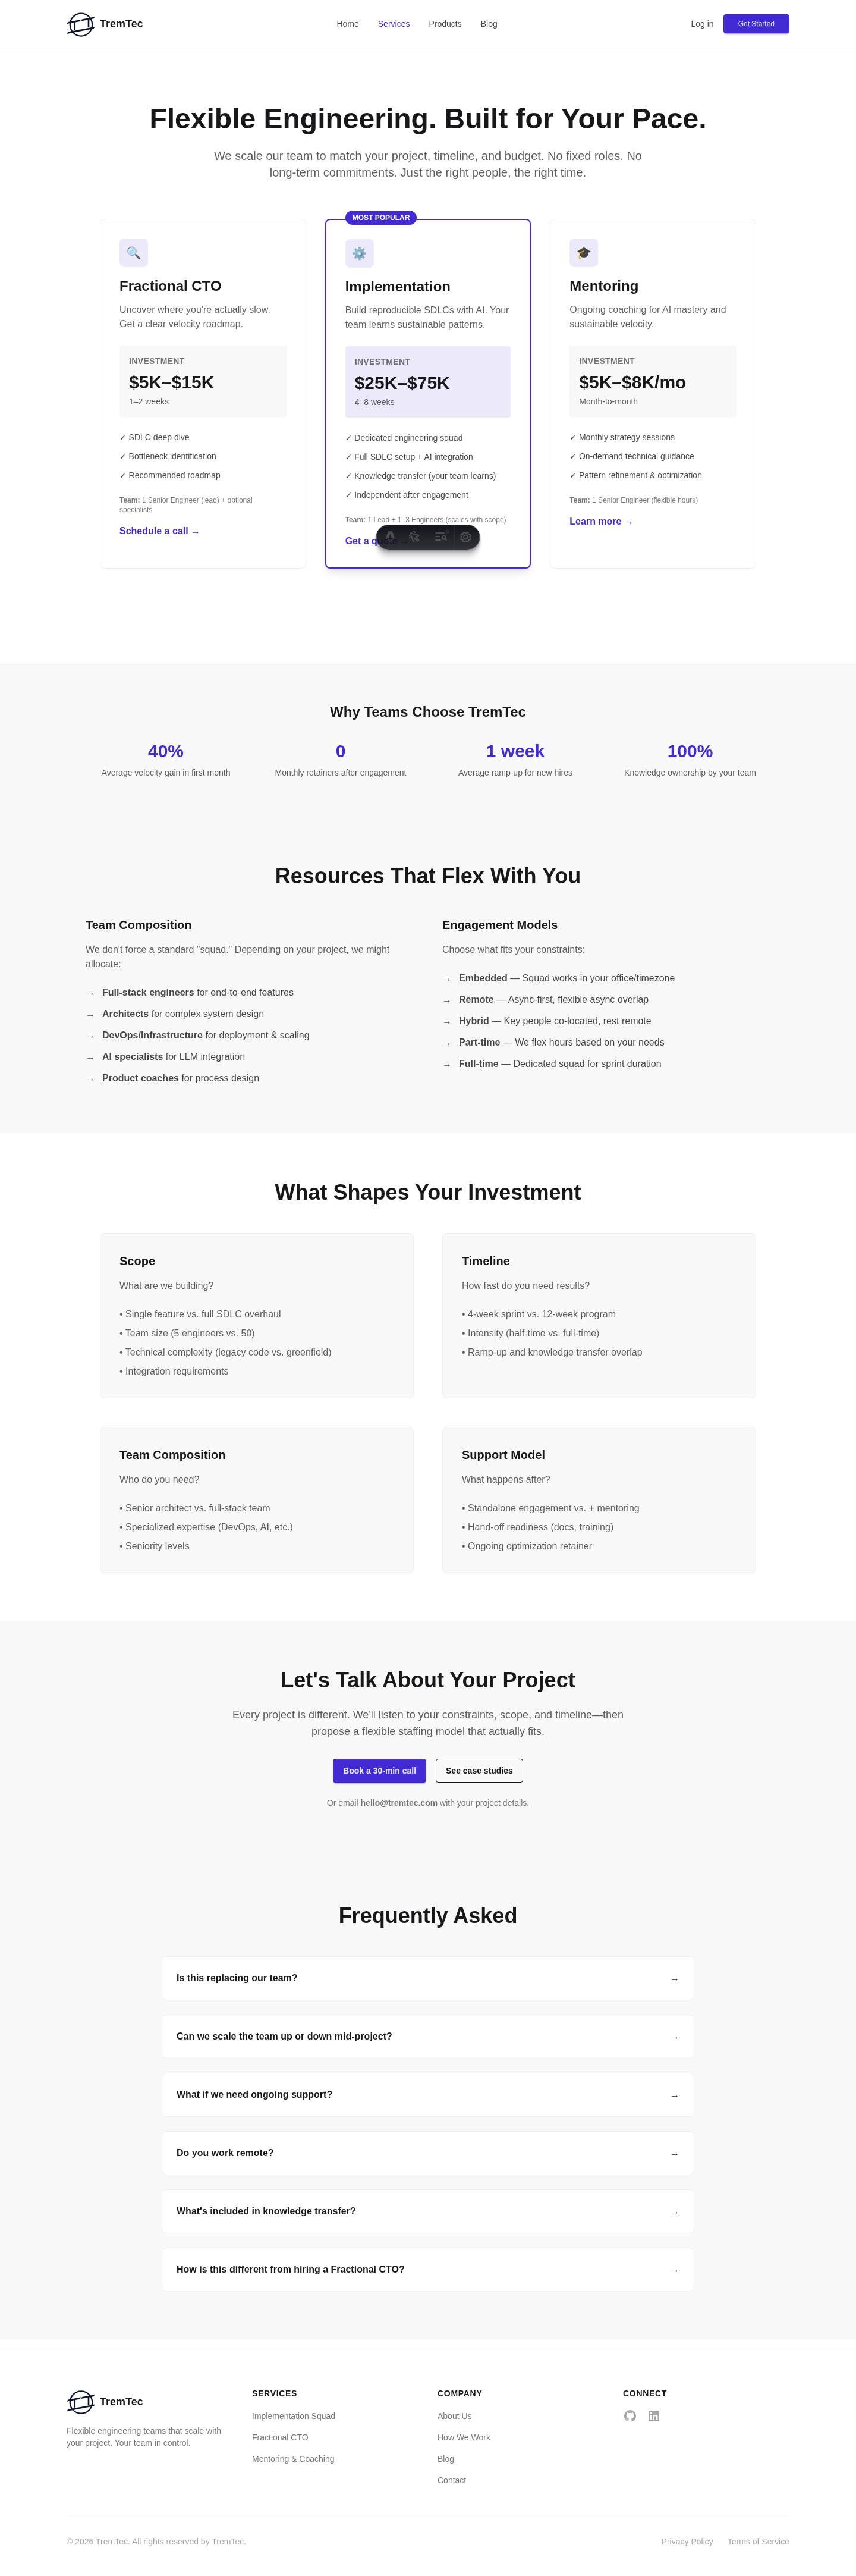 TremTec
Home
Services
Products
Blog
Log in
Get Started
Flexible Engineering. Built for Your Pace.
We scale our team to match your project, timeline, and budget. No fixed roles. No
long-term commitments. Just the right people, the right time.
Fractional CTO
Uncover where you're actually slow.
Get a clear velocity roadmap.
INVESTMENT
$5K–$15K
1–2 weeks
✓ SDLC deep dive
✓ Bottleneck identification
✓ Recommended roadmap
Team: 1 Senior Engineer (lead) + optional
specialists
Schedule a call →
MOST POPULAR
Implementation
Build reproducible SDLCs with AI. Your
team learns sustainable patterns.
INVESTMENT
$25K–$75K
4–8 weeks
✓ Dedicated engineering squad
✓ Full SDLC setup + AI integration
✓ Knowledge transfer (your team learns)
✓ Independent after engagement
Team: 1 Lead + 1–3 Engineers (scales with scope)
Get a
Mentoring
Ongoing coaching for AI mastery and
sustainable velocity.
INVESTMENT
$5K–$8K/mo
Month-to-month
✓ Monthly strategy sessions
✓ On-demand technical guidance
✓ Pattern refinement & optimization
Team: 1 Senior Engineer (flexible hours)
Learn more →
Why Teams Choose TremTec
40%
Average velocity gain in first month
0
Monthly retainers after engagement
1 week
Average ramp-up for new hires
100%
Knowledge ownership by your team
Resources That Flex With You
Team Composition
We don't force a standard "squad." Depending on your project, we might
allocate:
→ Full-stack engineers for end-to-end features
→ Architects for complex system design
→ DevOps/Infrastructure for deployment & scaling
→ AI specialists for LLM integration
→ Product coaches for process design
Engagement Models
Choose what fits your constraints:
→ Embedded — Squad works in your office/timezone
→ Remote — Async-first, flexible async overlap
→ Hybrid — Key people co-located, rest remote
→ Part-time — We flex hours based on your needs
→ Full-time — Dedicated squad for sprint duration
What Shapes Your Investment
Scope
What are we building?
• Single feature vs. full SDLC overhaul
• Team size (5 engineers vs. 50)
• Technical complexity (legacy code vs. greenfield)
• Integration requirements
Timeline
How fast do you need results?
• 4-week sprint vs. 12-week program
• Intensity (half-time vs. full-time)
• Ramp-up and knowledge transfer overlap
Team Composition
Who do you need?
• Senior architect vs. full-stack team
• Specialized expertise (DevOps, AI, etc.)
• Seniority levels
Support Model
What happens after?
• Standalone engagement vs. + mentoring
• Hand-off readiness (docs, training)
• Ongoing optimization retainer
Let's Talk About Your Project
Every project is different. We'll listen to your constraints, scope, and timeline—then
propose a flexible staffing model that actually fits.
Book a 30-min call
See case studies
Or email hello@tremtec.com with your project details.
Frequently Asked
Is this replacing our team? →
Can we scale the team up or down mid-project? →
What if we need ongoing support? →
Do you work remote? →
What's included in knowledge transfer? →
How is this different from hiring a Fractional CTO? →
TremTec
Flexible engineering teams that scale with
your project. Your team in control.
SERVICES
Implementation Squad
Fractional CTO
Mentoring & Coaching
COMPANY
About Us
How We Work
Blog
Contact
CONNECT
© 2026 TremTec. All rights reserved by TremTec.
Privacy Policy
Terms of Service